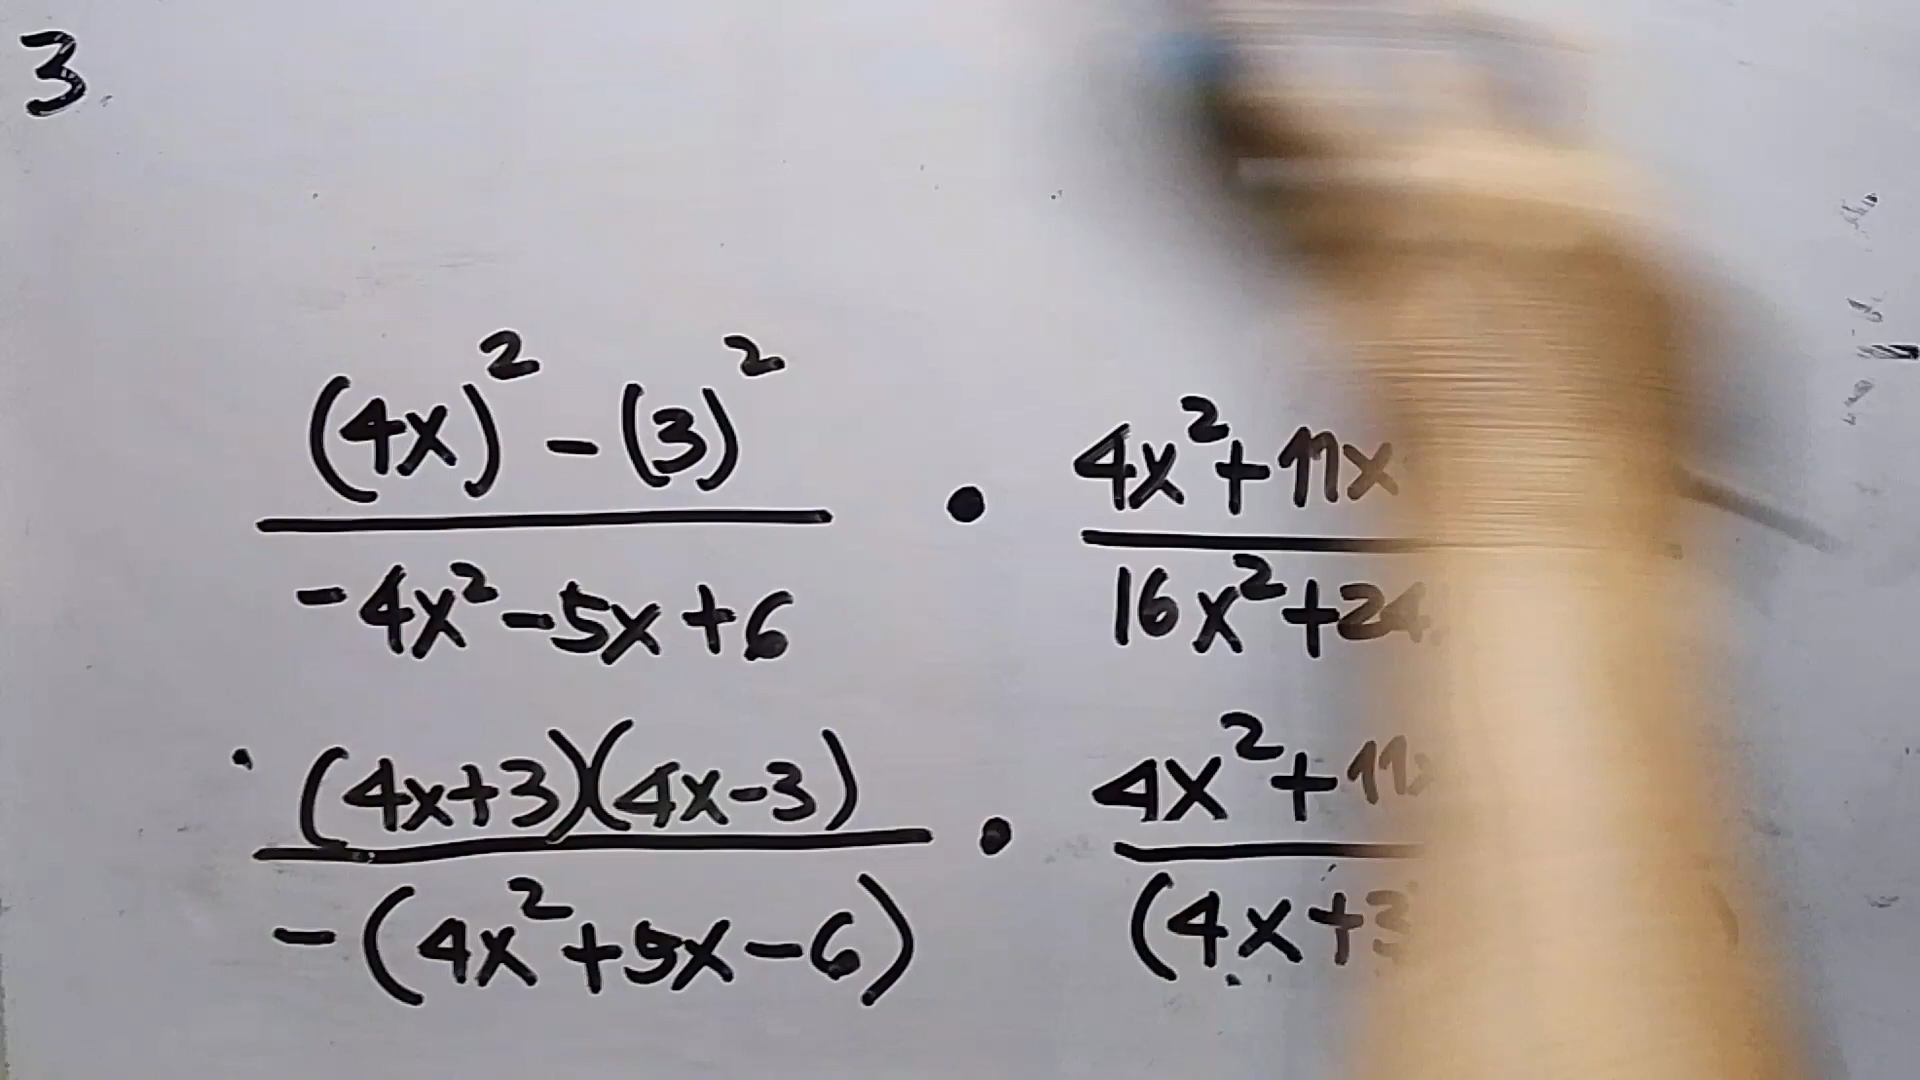 3
(4x)² - (3)² • 4x² + 11x
-4x² - 5x + 6 16x² + 24
(4x+3)(4x-3) • 4x² + 11x
-(4x² + 5x - 6) (4x+3